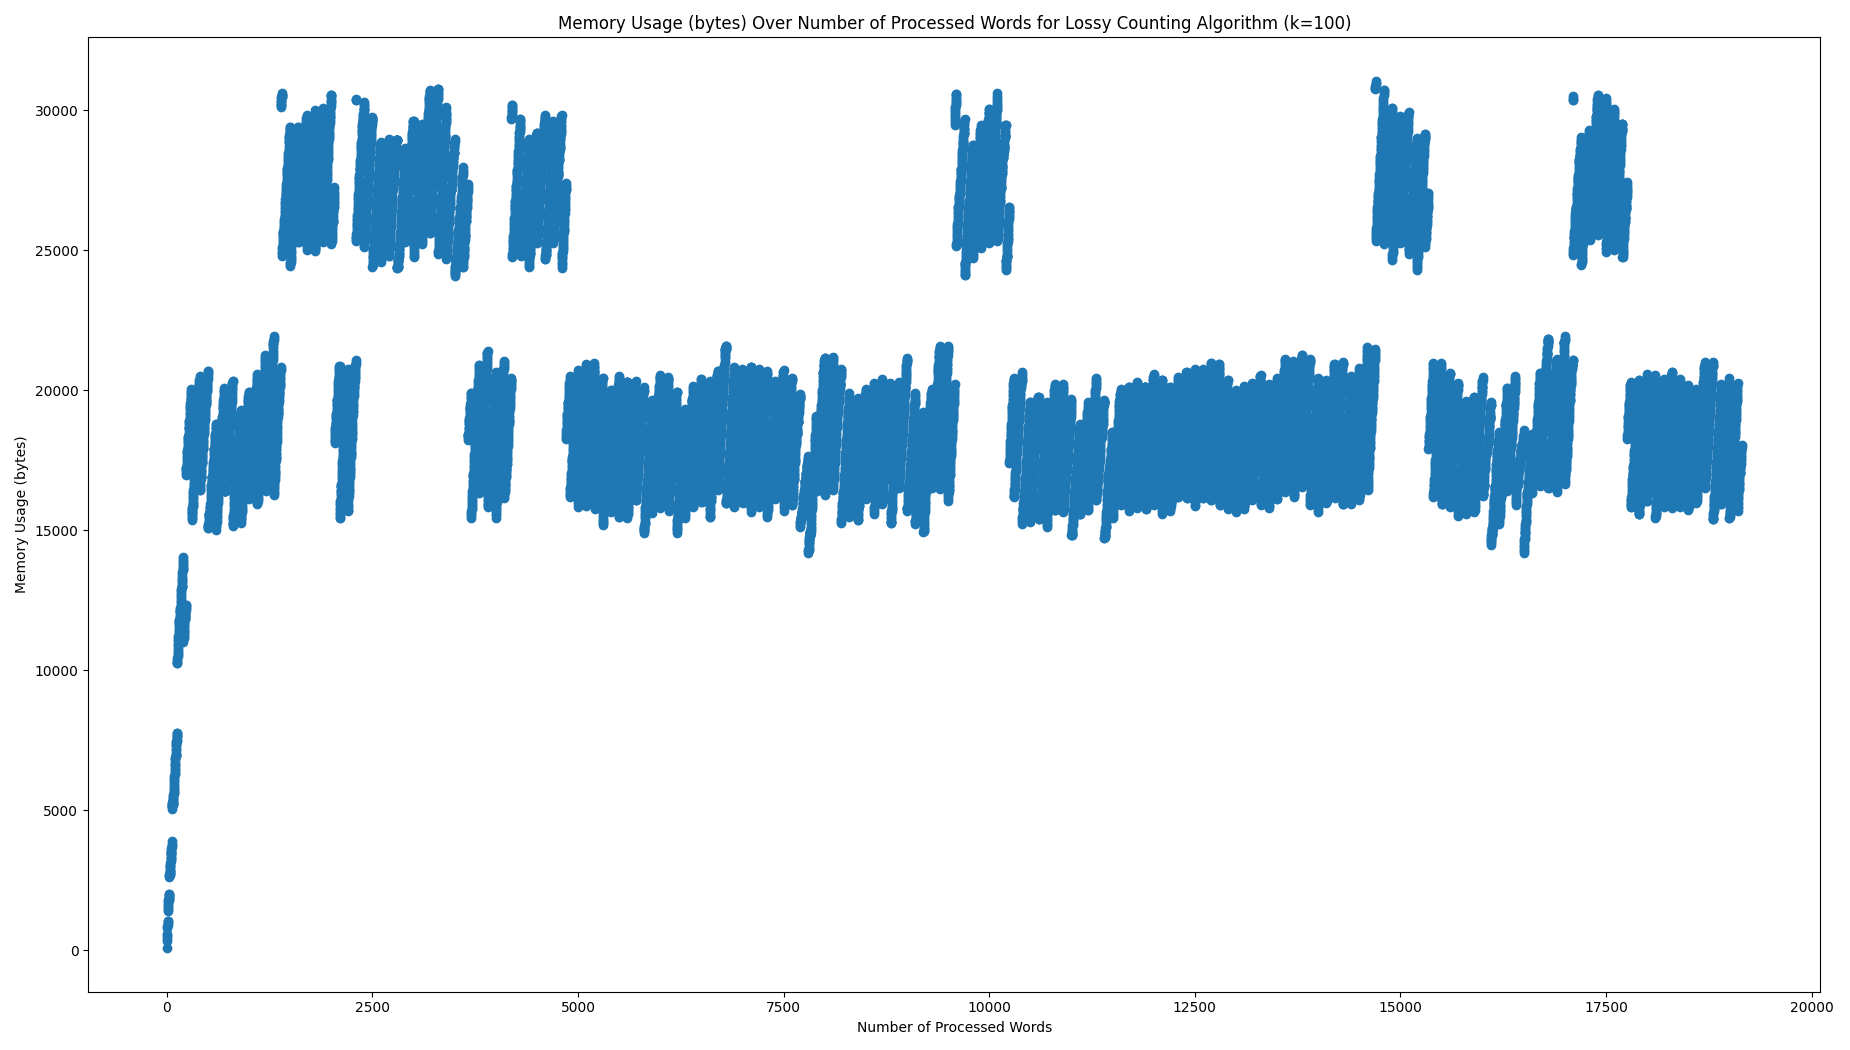 Memory Usage (bytes) Over Number of Processed Words for Lossy Counting Algorithm (k=100)
30000
25000
20000
15000
10000
5000
0
Memory Usage (bytes)
0 2500 5000 7500 10000 12500 15000 17500 20000
Number of Processed Words